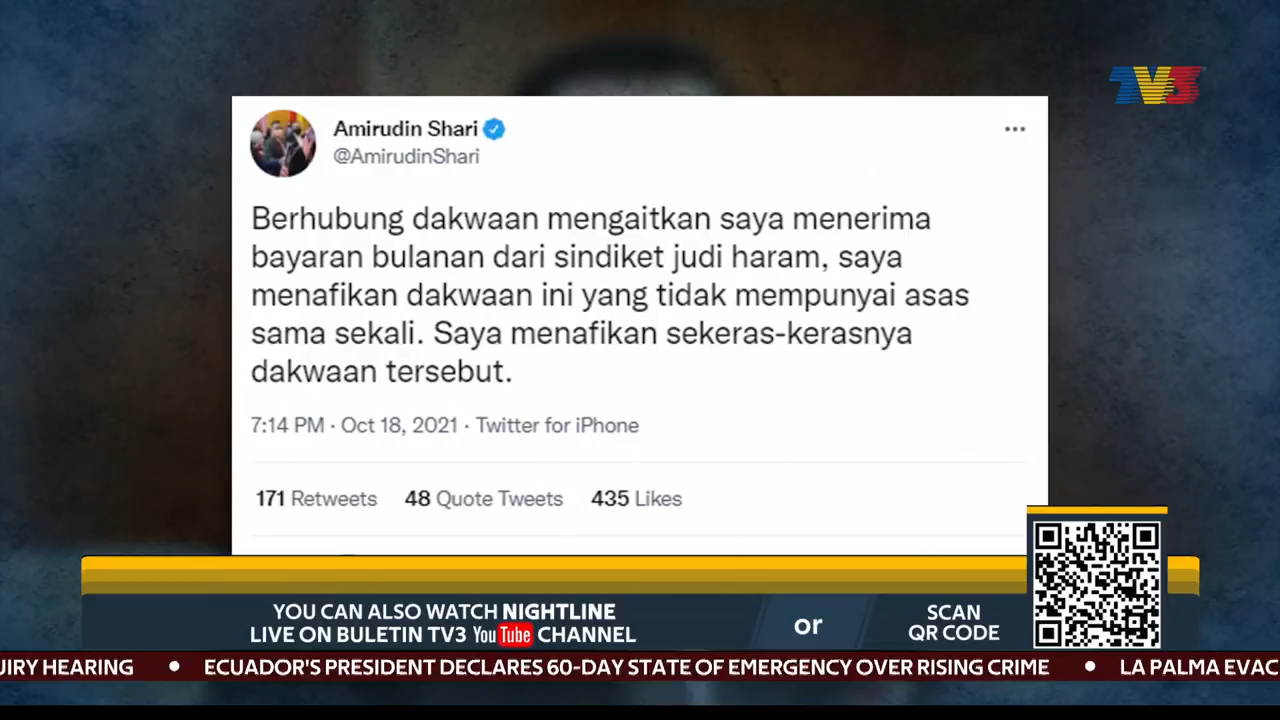 TV3
Amirudin Shari
@AmirudinShari
Berhubung dakwaan mengaitkan saya menerima
bayaran bulanan dari sindiket judi haram, saya
menafikan dakwaan ini yang tidak mempunyai asas
sama sekali. Saya menafikan sekeras-kerasnya
dakwaan tersebut.
7:14 PM · Oct 18, 2021 · Twitter for iPhone
171 Retweets 48 Quote Tweets 435 Likes
YOU CAN ALSO WATCH NIGHTLINE
LIVE ON BULETIN TV3 YouTube CHANNEL
or
SCAN
QR CODE
UIRY HEARING • ECUADOR'S PRESIDENT DECLARES 60-DAY STATE OF EMERGENCY OVER RISING CRIME • LA PALMA EVAC